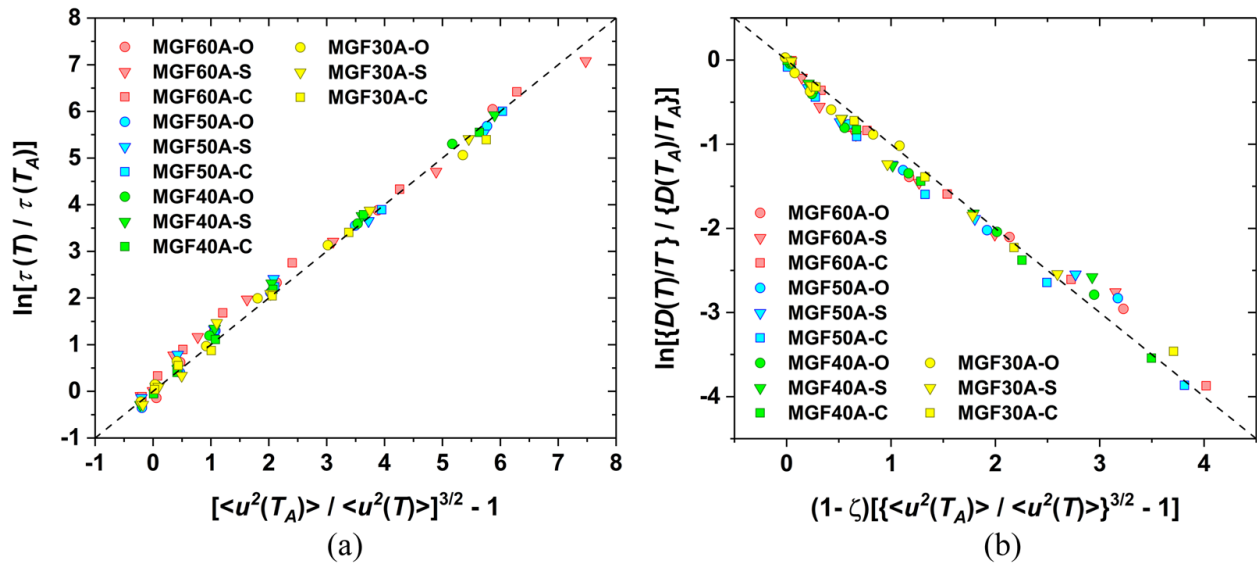 8
7
6
5
4
3
2
1
0
-1
-1 0 1 2 3 4 5 6 7 8
ln[τ(T) / τ(T_A)]
[<u²(T_A)> / <u²(T)>]^3/2 - 1
MGF60A-O
MGF60A-S
MGF60A-C
MGF50A-O
MGF50A-S
MGF50A-C
MGF40A-O
MGF40A-S
MGF40A-C
MGF30A-O
MGF30A-S
MGF30A-C
(a)
0
-1
-2
-3
-4
0 1 2 3 4
ln[{D(T)/T } / {D(T_A)/T_A}]
(1- ζ)[{<u²(T_A)> / <u²(T)>}^3/2 - 1]
MGF60A-O
MGF60A-S
MGF60A-C
MGF50A-O
MGF50A-S
MGF50A-C
MGF40A-O
MGF40A-S
MGF40A-C
MGF30A-O
MGF30A-S
MGF30A-C
(b)